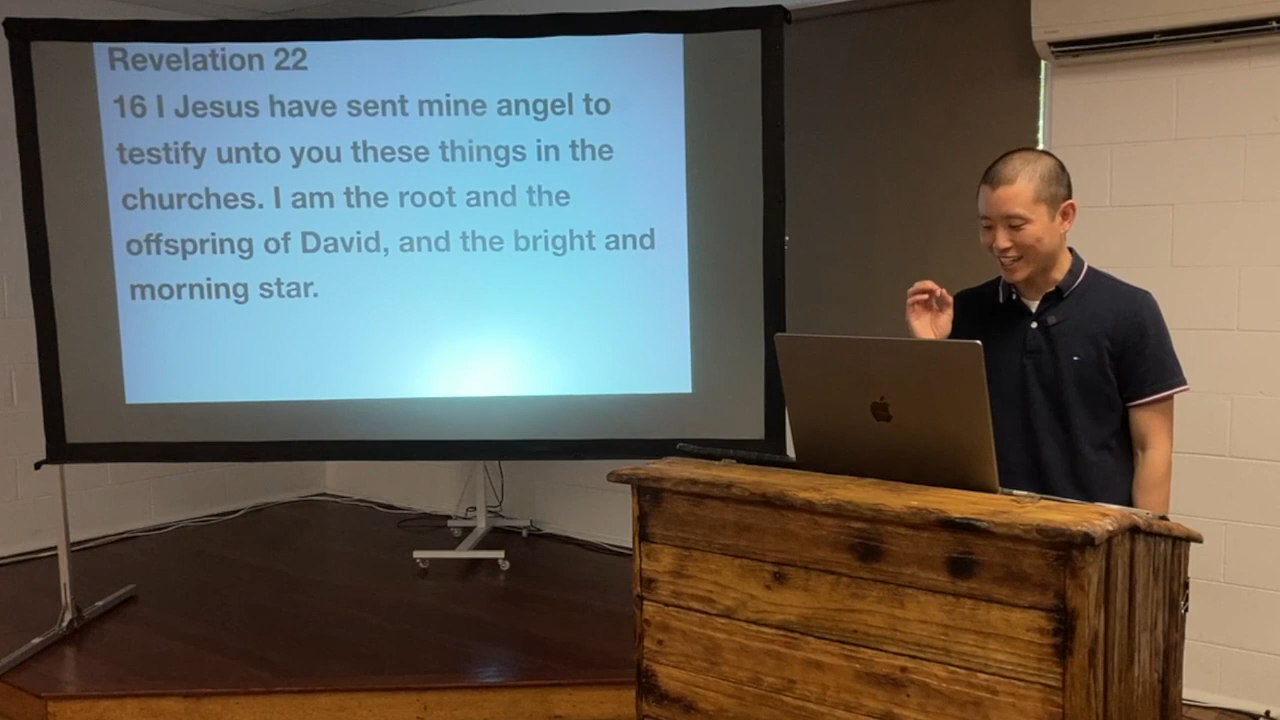 Revelation 22
16 I Jesus have sent mine angel to
testify unto you these things in the
churches. I am the root and the
offspring of David, and the bright and
morning star.